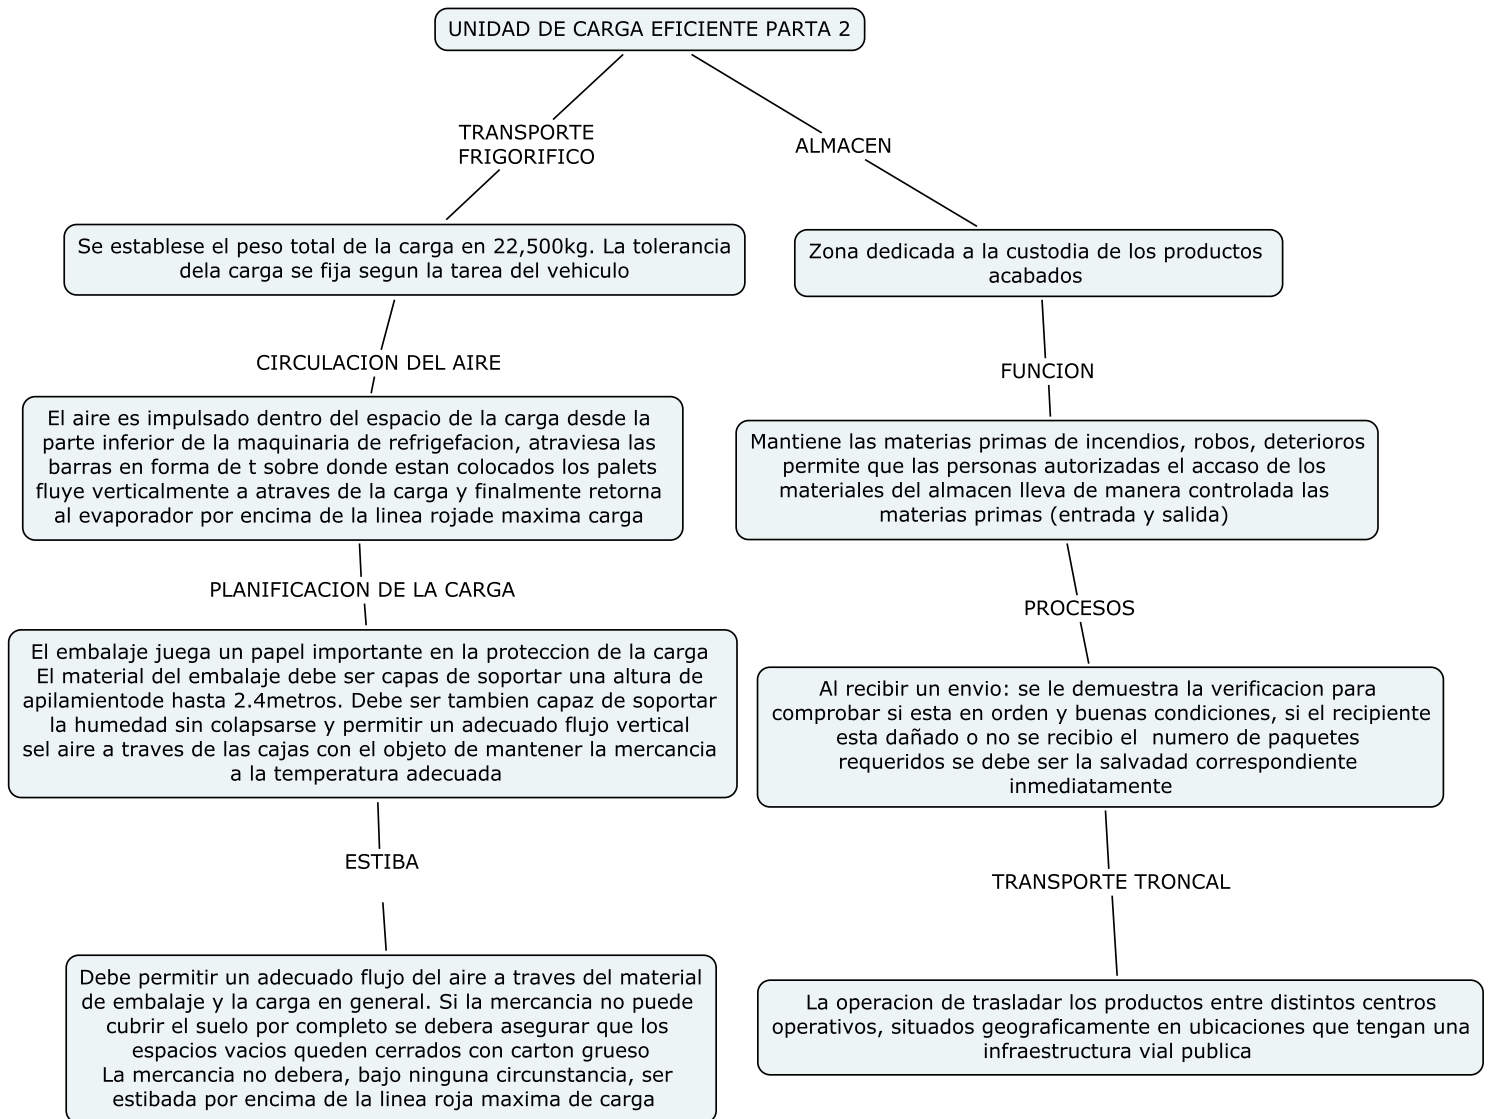 UNIDAD DE CARGA EFICIENTE PARTA 2
TRANSPORTE
FRIGORIFICO
Se establese el peso total de la carga en 22,500kg. La tolerancia
dela carga se fija segun la tarea del vehiculo
CIRCULACION DEL AIRE
El aire es impulsado dentro del espacio de la carga desde la
parte inferior de la maquinaria de refrigefacion, atraviesa las
barras en forma de t sobre donde estan colocados los palets
fluye verticalmente a atraves de la carga y finalmente retorna
al evaporador por encima de la linea rojade maxima carga
PLANIFICACION DE LA CARGA
El embalaje juega un papel importante en la proteccion de la carga
El material del embalaje debe ser capas de soportar una altura de
apilamientode hasta 2.4metros. Debe ser tambien capaz de soportar
la humedad sin colapsarse y permitir un adecuado flujo vertical
sel aire a traves de las cajas con el objeto de mantener la mercancia
a la temperatura adecuada
ESTIBA
Debe permitir un adecuado flujo del aire a traves del material
de embalaje y la carga en general. Si la mercancia no puede
cubrir el suelo por completo se debera asegurar que los
espacios vacios queden cerrados con carton grueso
La mercancia no debera, bajo ninguna circunstancia, ser
estibada por encima de la linea roja maxima de carga
ALMACEN
Zona dedicada a la custodia de los productos
acabados
FUNCION
Mantiene las materias primas de incendios, robos, deterioros
permite que las personas autorizadas el accaso de los
materiales del almacen lleva de manera controlada las
materias primas (entrada y salida)
PROCESOS
Al recibir un envio: se le demuestra la verificacion para
comprobar si esta en orden y buenas condiciones, si el recipiente
esta dañado o no se recibio el  numero de paquetes
requeridos se debe ser la salvadad correspondiente
inmediatamente
TRANSPORTE TRONCAL
La operacion de trasladar los productos entre distintos centros
operativos, situados geograficamente en ubicaciones que tengan una
infraestructura vial publica